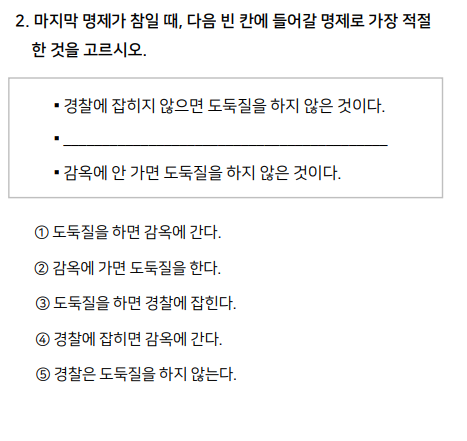 2. 마지막 명제가 참일 때, 다음 빈 칸에 들어갈 명제로 가장 적절
한 것을 고르시오.
▪ 경찰에 잡히지 않으면 도둑질을 하지 않은 것이다.
▪ ________________________________________
▪ 감옥에 안 가면 도둑질을 하지 않은 것이다.
① 도둑질을 하면 감옥에 간다.
② 감옥에 가면 도둑질을 한다.
③ 도둑질을 하면 경찰에 잡힌다.
④ 경찰에 잡히면 감옥에 간다.
⑤ 경찰은 도둑질을 하지 않는다.